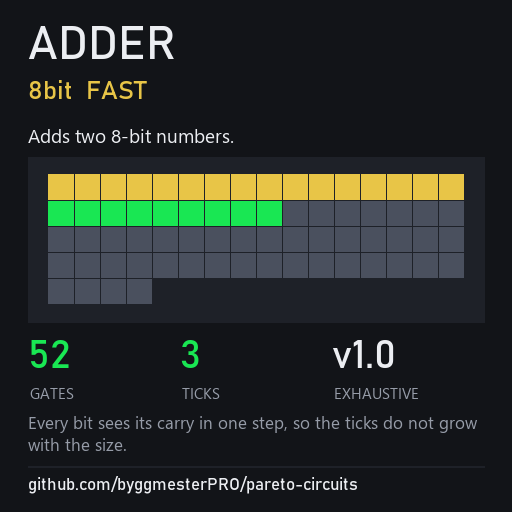 ADDER
8bit FAST
Adds two 8-bit numbers.
52 3 v1.0
GATES TICKS EXHAUSTIVE
Every bit sees its carry in one step, so the ticks do not grow
with the size.
github.com/byggmesterPRO/pareto-circuits